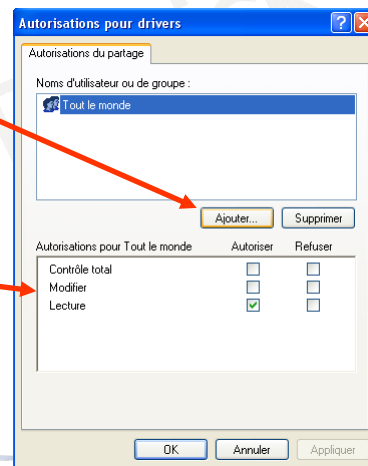 Autorisations pour drivers
Autorisations du partage
Noms d'utilisateur ou de groupe :
Tout le monde
Ajouter... Supprimer
Autorisations pour Tout le monde Autoriser Refuser
Contrôle total
Modifier
Lecture
OK Annuler Appliquer